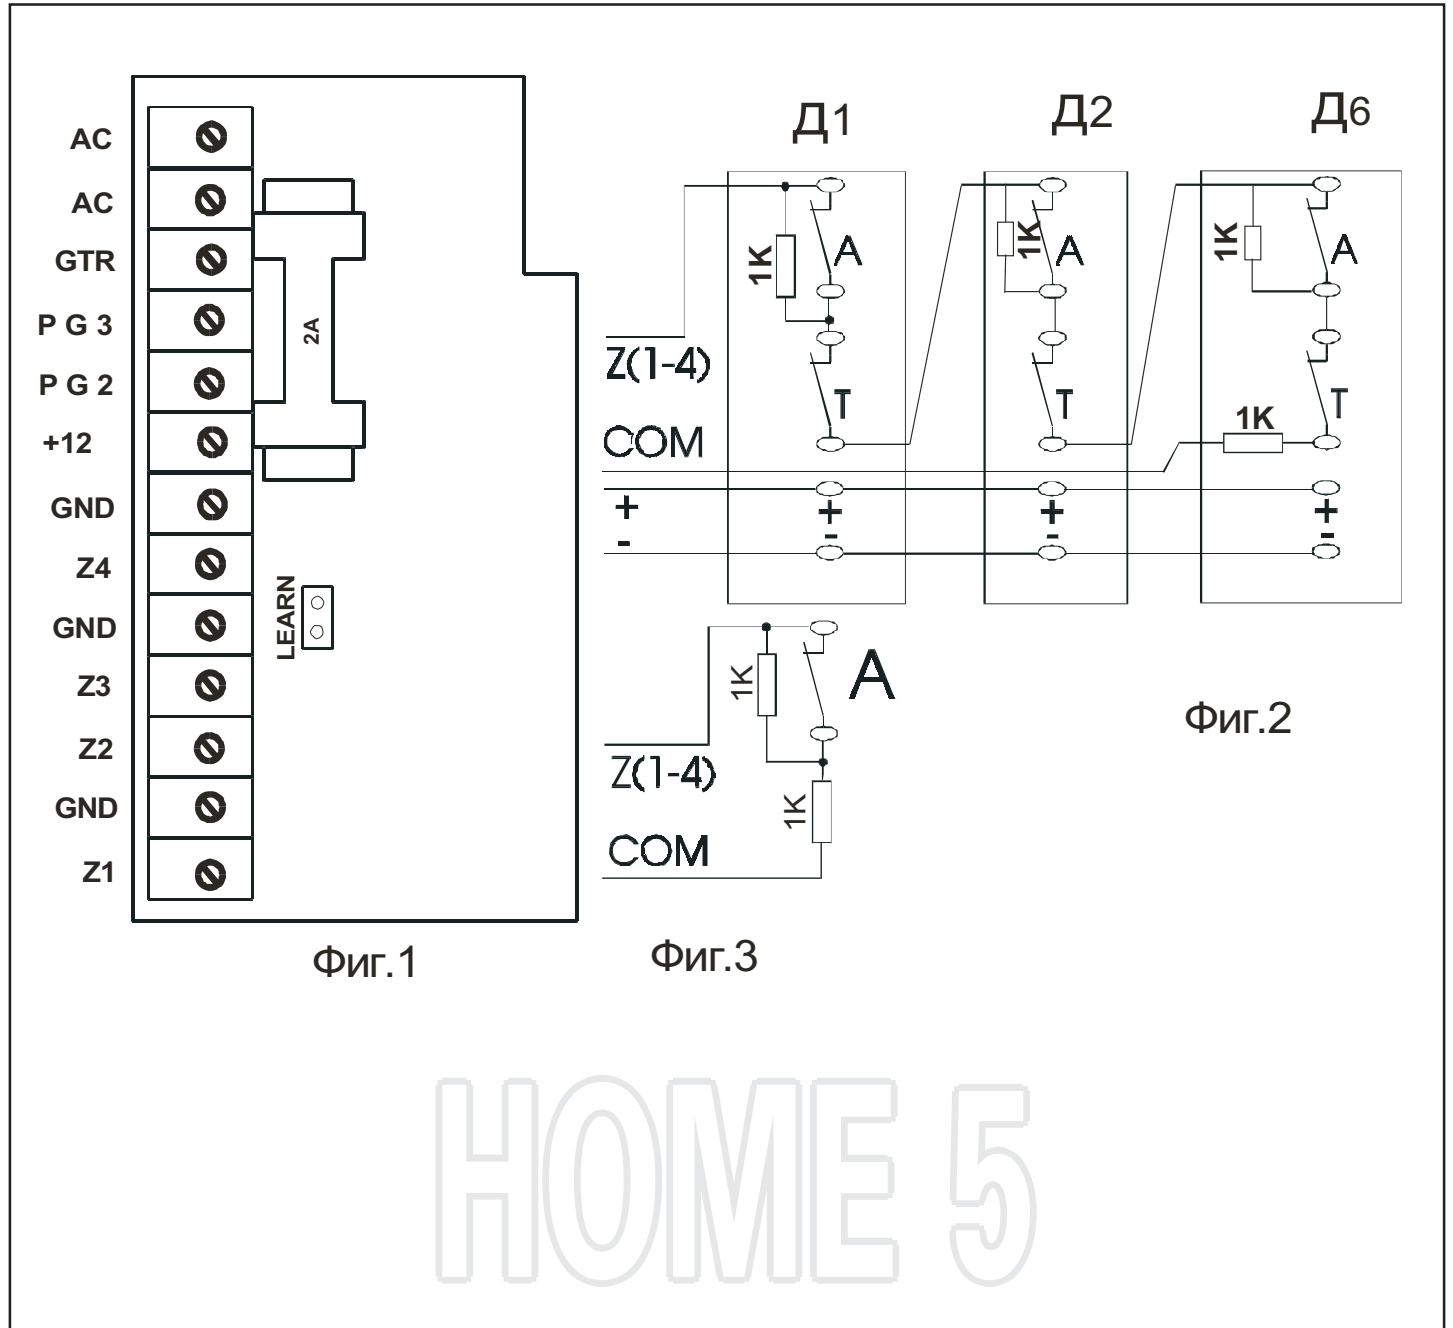 AC
AC
GTR
P G 3
P G 2
+12
GND
Z4
GND
Z3
Z2
GND
Z1
2A
LEARN
Фиг.1
Д1
Д2
Д6
1K
A
T
1K
A
T
1K
A
T
1K
Z(1-4)
COM
+
-
+
-
+
-
+
-
Фиг.2
1K
A
Z(1-4)
1K
COM
Фиг.3
HOME 5